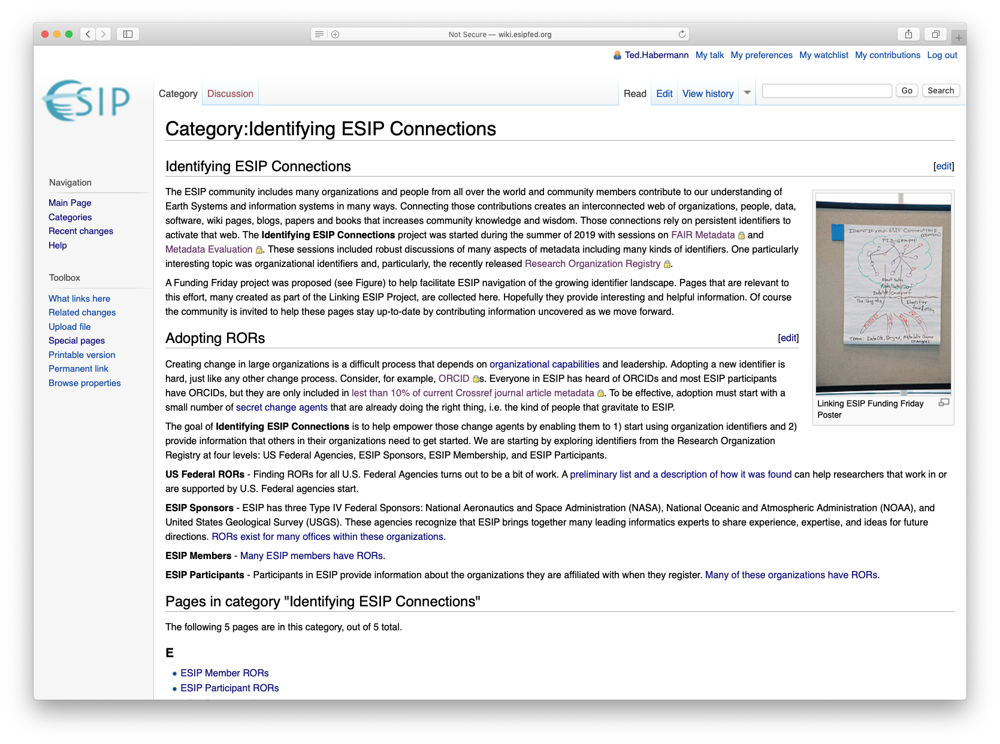 Not Secure — wiki.esipfed.org
Ted.Habermann My talk My preferences My watchlist My contributions Log out
ESIP
Category Discussion Read Edit View history Go Search
Category:Identifying ESIP Connections
Navigation
Main Page
Categories
Recent changes
Help
Toolbox
What links here
Related changes
Upload file
Special pages
Printable version
Permanent link
Browse properties
Identifying ESIP Connections [edit]
The ESIP community includes many organizations and people from all over the world and community members contribute to our understanding of
Earth Systems and information systems in many ways. Connecting those contributions creates an interconnected web of organizations, people, data,
software, wiki pages, blogs, papers and books that increases community knowledge and wisdom. Those connections rely on persistent identifiers to
activate that web. The Identifying ESIP Connections project was started during the summer of 2019 with sessions on FAIR Metadata and
Metadata Evaluation. These sessions included robust discussions of many aspects of metadata including many kinds of identifiers. One particularly
interesting topic was organizational identifiers and, particularly, the recently released Research Organization Registry.
A Funding Friday project was proposed (see Figure) to help facilitate ESIP navigation of the growing identifier landscape. Pages that are relevant to
this effort, many created as part of the Linking ESIP Project, are collected here. Hopefully they provide interesting and helpful information. Of course
the community is invited to help these pages stay up-to-date by contributing information uncovered as we move forward.
IDENTIFYING ESIP Connections
PID-GRAPH
Event Data
DataCite/Crossref
Identifier
Team: DataCite, Dryad, Metadata Game
Changers
Linking ESIP Funding Friday
Poster
Adopting RORs [edit]
Creating change in large organizations is a difficult process that depends on organizational capabilities and leadership. Adopting a new identifier is
hard, just like any other change process. Consider, for example, ORCID s. Everyone in ESIP has heard of ORCIDs and most ESIP participants
have ORCIDs, but they are only included in lest than 10% of current Crossref journal article metadata. To be effective, adoption must start with a
small number of secret change agents that are already doing the right thing, i.e. the kind of people that gravitate to ESIP.
The goal of Identifying ESIP Connections is to help empower those change agents by enabling them to 1) start using organization identifiers and 2)
provide information that others in their organizations need to get started. We are starting by exploring identifiers from the Research Organization
Registry at four levels: US Federal Agencies, ESIP Sponsors, ESIP Membership, and ESIP Participants.
US Federal RORs - Finding RORs for all U.S. Federal Agencies turns out to be a bit of work. A preliminary list and a description of how it was found can help researchers that work in or
are supported by U.S. Federal agencies start.
ESIP Sponsors - ESIP has three Type IV Federal Sponsors: National Aeronautics and Space Administration (NASA), National Oceanic and Atmospheric Administration (NOAA), and
United States Geological Survey (USGS). These agencies recognize that ESIP brings together many leading informatics experts to share experience, expertise, and ideas for future
directions. RORs exist for many offices within these organizations.
ESIP Members - Many ESIP members have RORs.
ESIP Participants - Participants in ESIP provide information about the organizations they are affiliated with when they register. Many of these organizations have RORs.
Pages in category "Identifying ESIP Connections"
The following 5 pages are in this category, out of 5 total.
E
• ESIP Member RORs
• ESIP Participant RORs